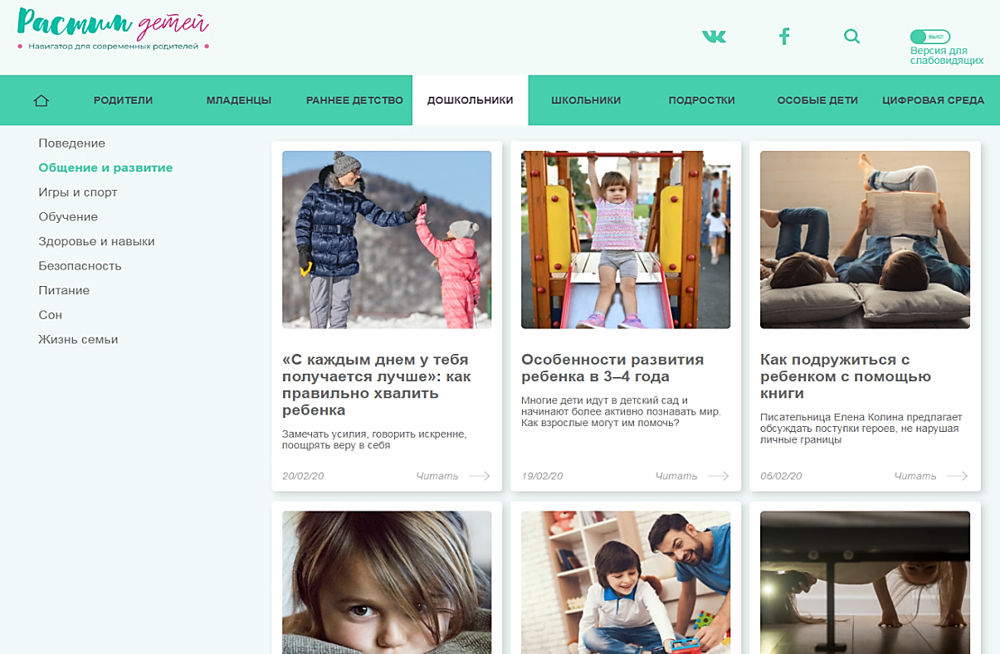 Растим детей
Навигатор для современных родителей
выкл
Версия для
слабовидящих
РОДИТЕЛИ
МЛАДЕНЦЫ
РАННЕЕ ДЕТСТВО
ДОШКОЛЬНИКИ
ШКОЛЬНИКИ
ПОДРОСТКИ
ОСОБЫЕ ДЕТИ
ЦИФРОВАЯ СРЕДА
Поведение
Общение и развитие
Игры и спорт
Обучение
Здоровье и навыки
Безопасность
Питание
Сон
Жизнь семьи
«С каждым днем у тебя
получается лучше»: как
правильно хвалить
ребенка
Замечать усилия, говорить искренне,
поощрять веру в себя
20/02/20
Читать
Особенности развития
ребенка в 3–4 года
Многие дети идут в детский сад и
начинают более активно познавать мир.
Как взрослые могут им помочь?
19/02/20
Читать
Как подружиться с
ребенком с помощью
книги
Писательница Елена Колина предлагает
обсуждать поступки героев, не нарушая
личные границы
06/02/20
Читать